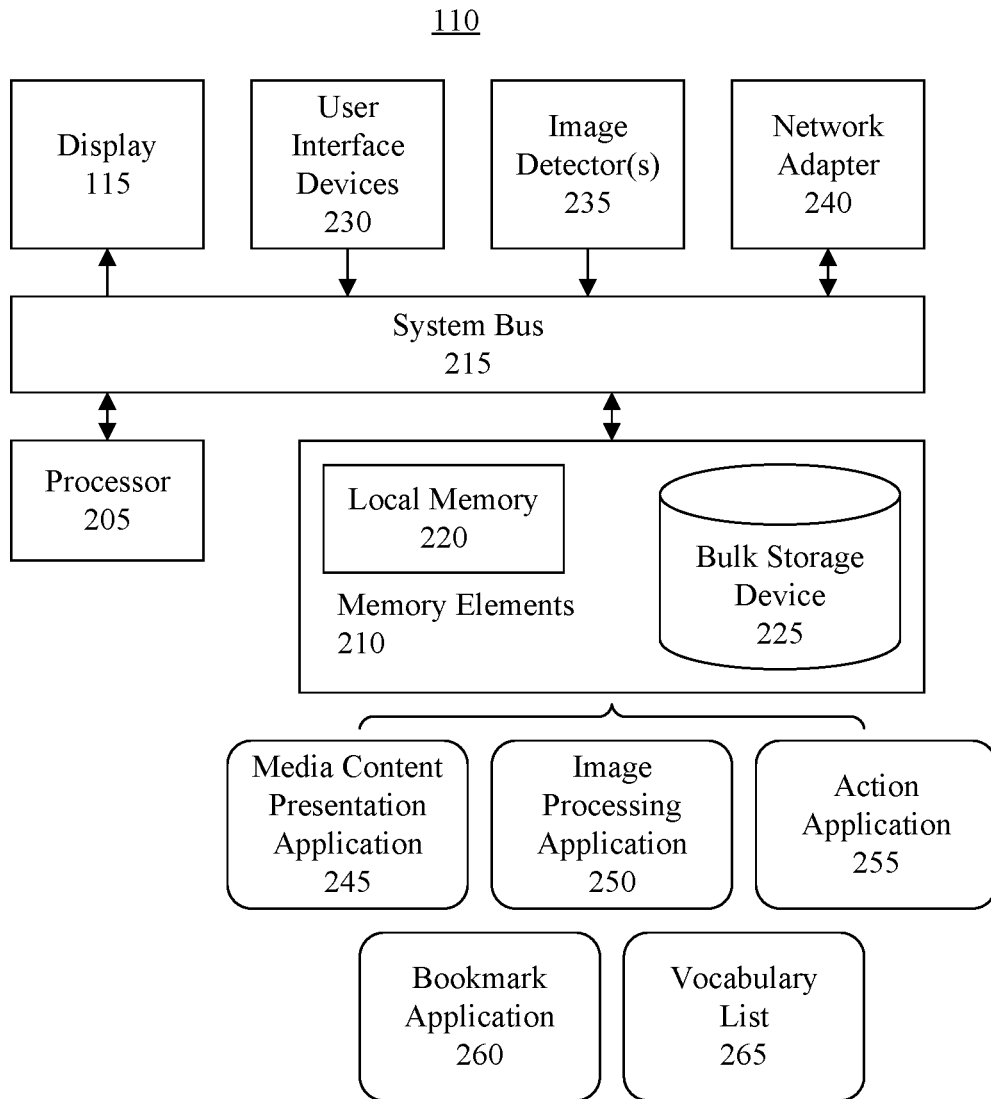 110
Display
115
User
Interface
Devices
230
Image
Detector(s)
235
Network
Adapter
240
System Bus
215
Processor
205
Local Memory
220
Memory Elements
210
Bulk Storage
Device
225
Media Content
Presentation
Application
245
Image
Processing
Application
250
Action
Application
255
Bookmark
Application
260
Vocabulary
List
265